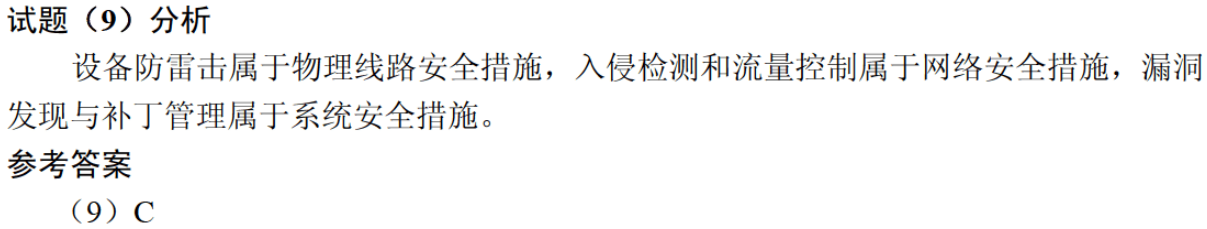 试题（9）分析
设备防雷击属于物理线路安全措施，入侵检测和流量控制属于网络安全措施，漏洞
发现与补丁管理属于系统安全措施。
参考答案
（9）C